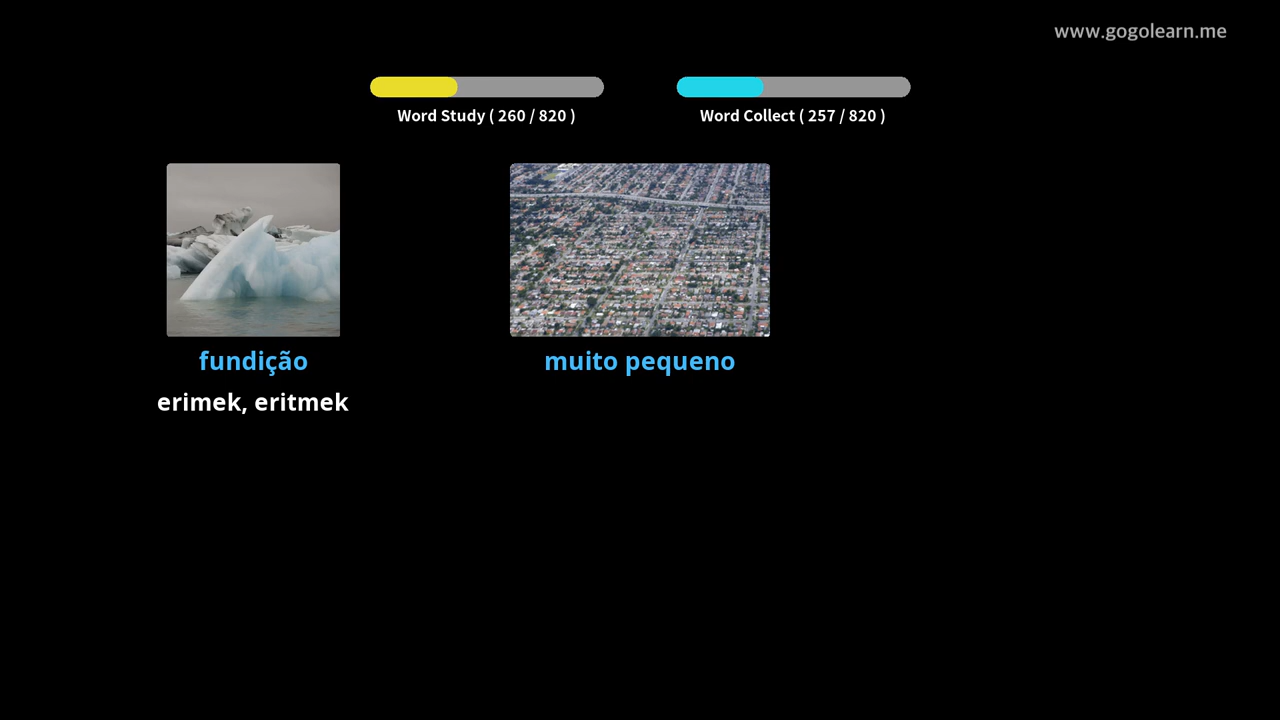 www.gogolearn.me
Word Study ( 260 / 820 )
Word Collect ( 257 / 820 )
fundição
muito pequeno
erimek, eritmek